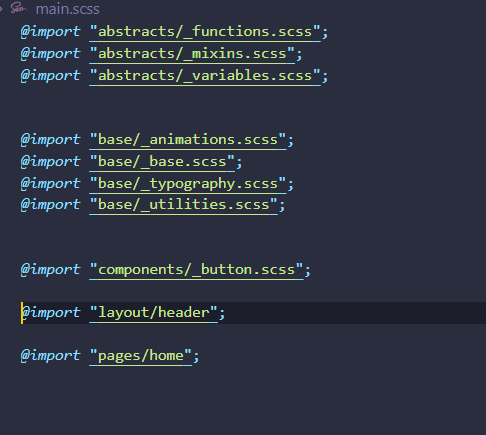 main.scss
@import "abstracts/_functions.scss";
@import "abstracts/_mixins.scss";
@import "abstracts/_variables.scss";
@import "base/_animations.scss";
@import "base/_base.scss";
@import "base/_typography.scss";
@import "base/_utilities.scss";
@import "components/_button.scss";
@import "layout/header";
@import "pages/home";